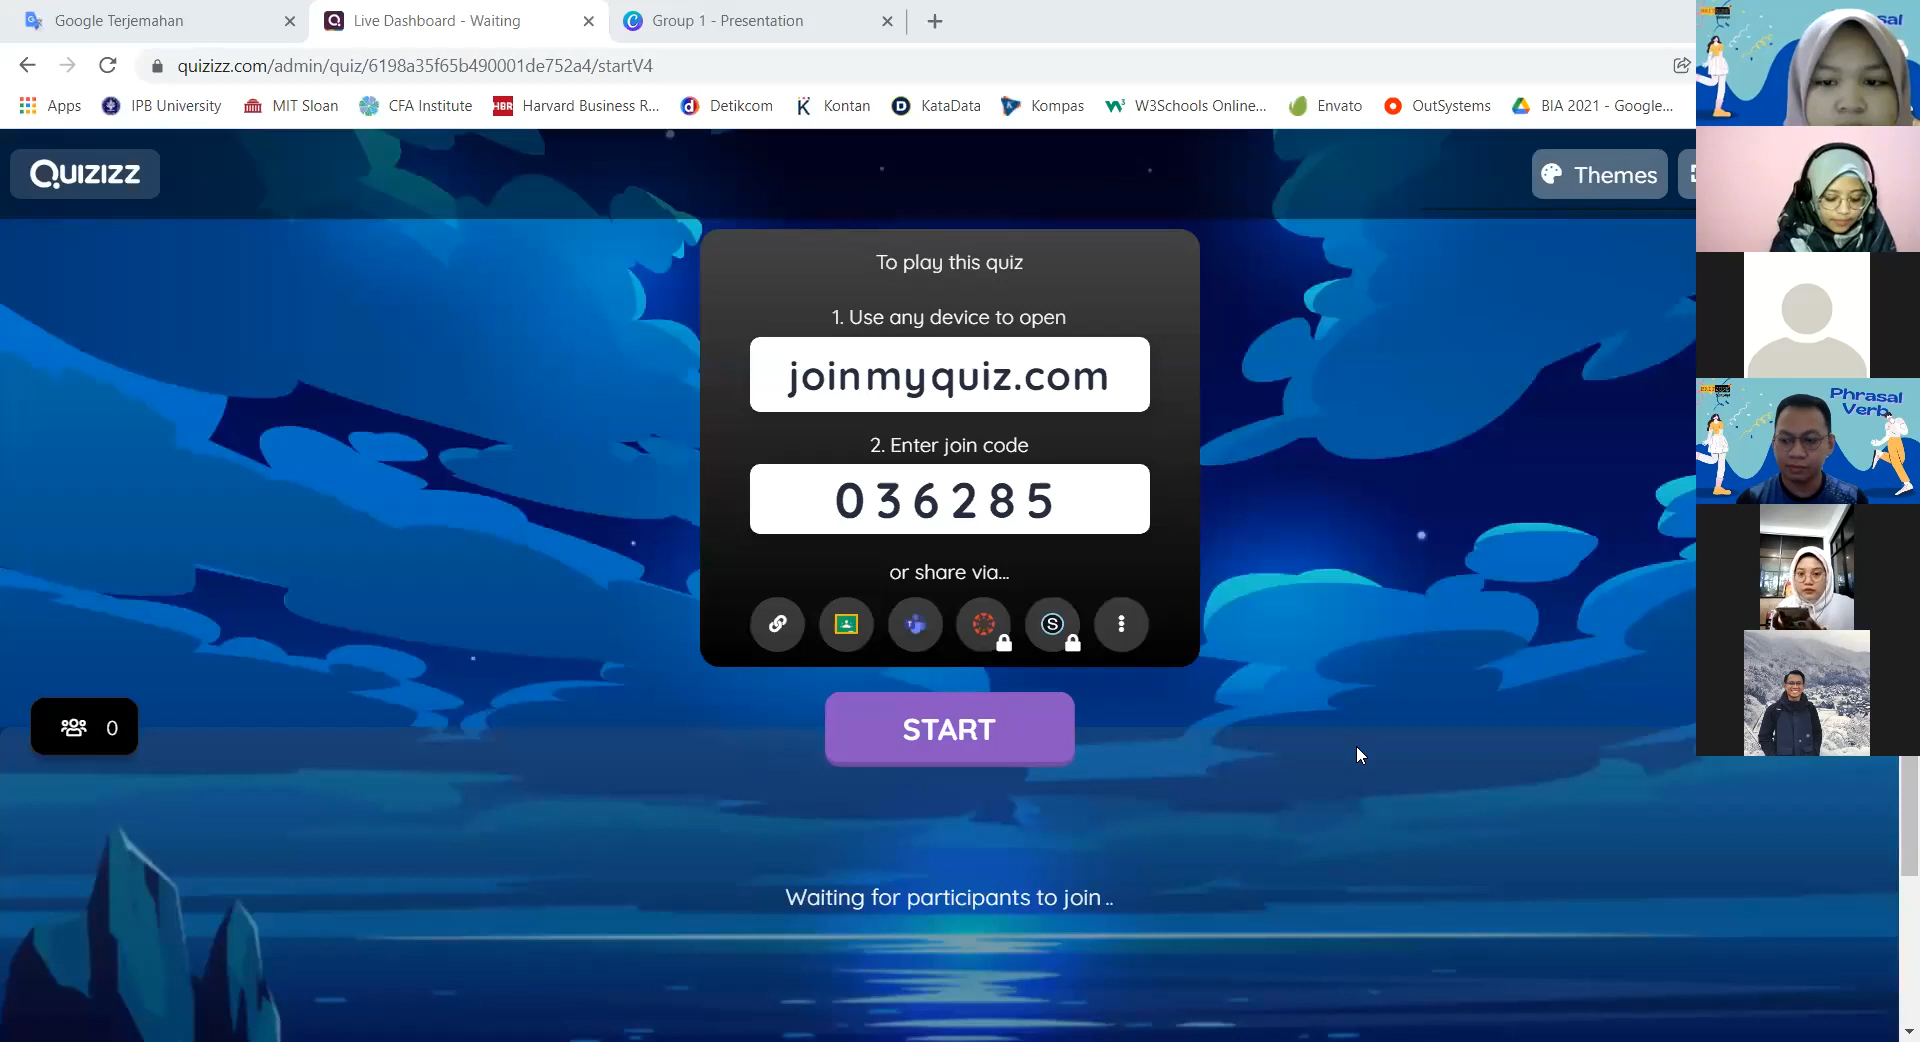 Google Terjemahan
Live Dashboard - Waiting
Group 1 - Presentation
quizizz.com/admin/quiz/6198a35f65b490001de752a4/startV4
Apps
IPB University
MIT Sloan
CFA Institute
HBR
Harvard Business R...
Detikcom
Kontan
KataData
Kompas
W3Schools Online...
Envato
OutSystems
BIA 2021 - Google...
Quizizz
Themes
To play this quiz
1. Use any device to open
joinmyquiz.com
2. Enter join code
036285
or share via...
START
0
Waiting for participants to join ..
Phrasal
Verb